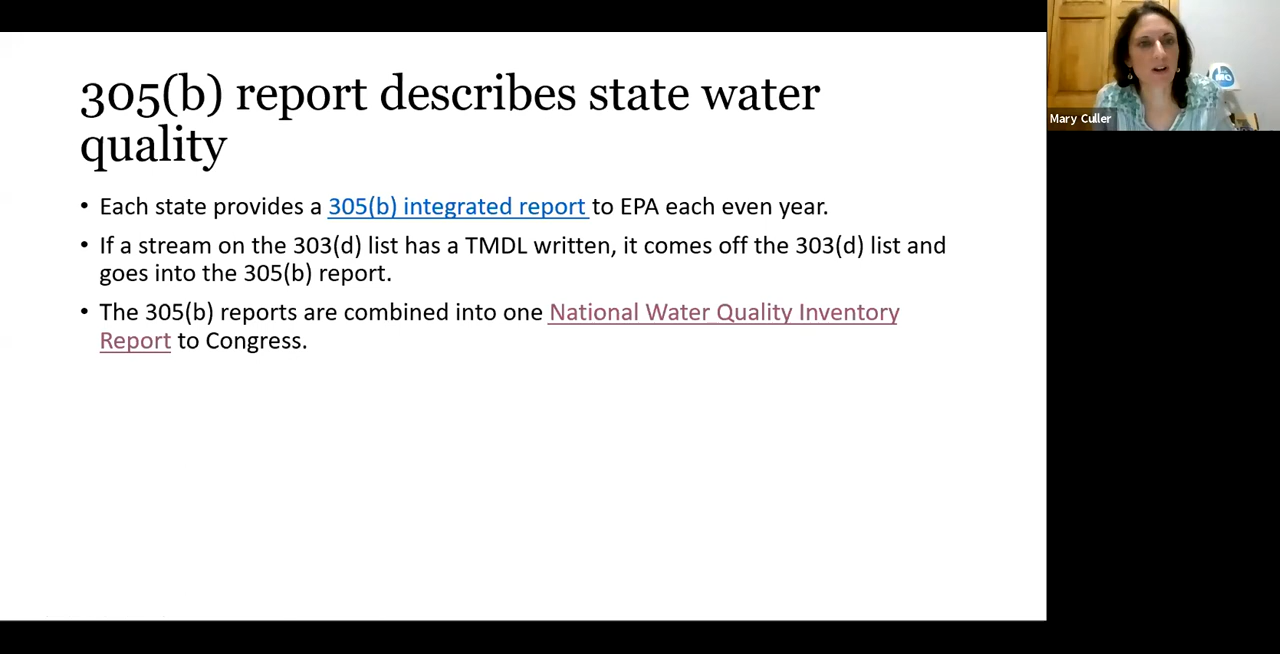 305(b) report describes state water
quality
• Each state provides a 305(b) integrated report to EPA each even year.
• If a stream on the 303(d) list has a TMDL written, it comes off the 303(d) list and
goes into the 305(b) report.
• The 305(b) reports are combined into one National Water Quality Inventory
Report to Congress.
Mary Culler